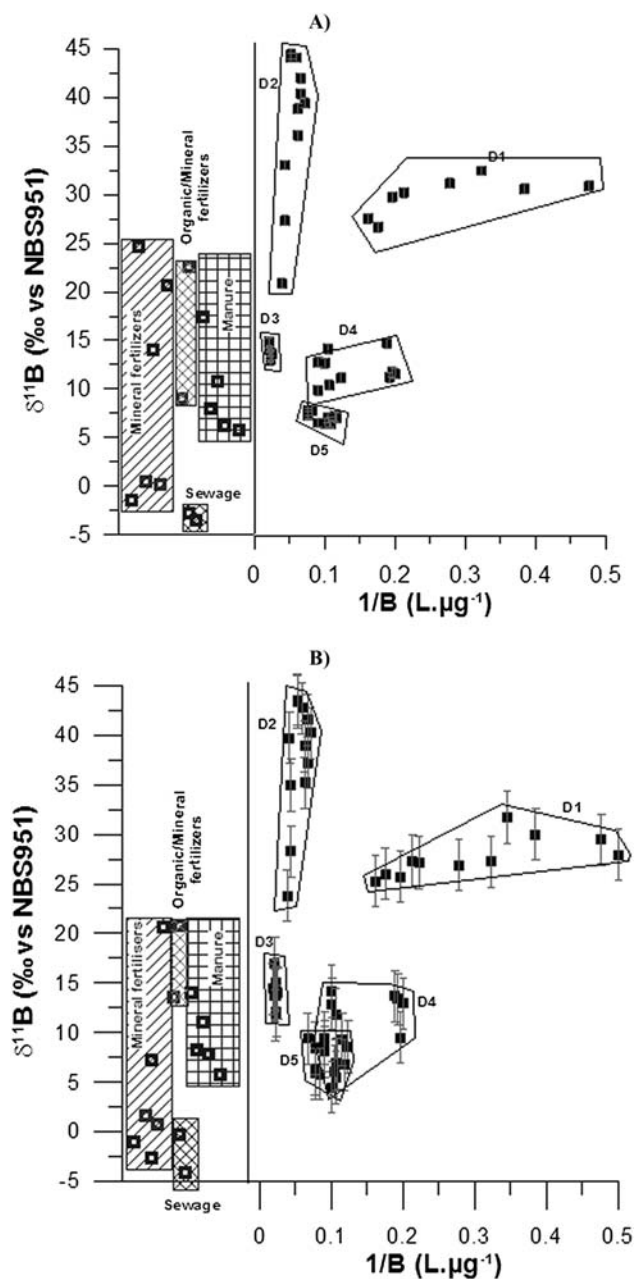 A)
45
40
35
30
25
20
15
10
5
0
-5
δ¹¹B (‰ vs NBS951)
Mineral fertilizers
Organic/Mineral
fertilizers
Manure
Sewage
D2
D1
D3
D4
D5
0 0.1 0.2 0.3 0.4 0.5
1/B (L.µg⁻¹)
B)
45
40
35
30
25
20
15
10
5
0
-5
δ¹¹B (‰ vs NBS951)
Mineral fertilisers
Organic/Mineral
fertilizers
Manure
Sewage
D2
D1
D3
D4
D5
0 0.1 0.2 0.3 0.4 0.5
1/B (L.µg⁻¹)